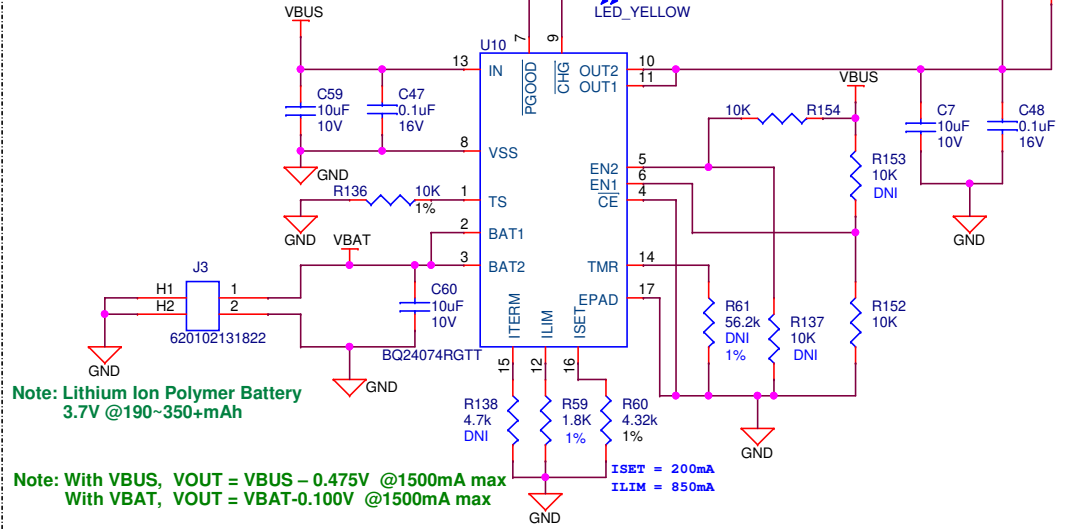 LED_YELLOW
VBUS
U10
7
9
13
IN
PGOOD
CHG
OUT2
10
OUT1
11
VBUS
C59
10uF
10V
C47
0.1uF
16V
10K
R154
C7
10uF
10V
C48
0.1uF
16V
8
VSS
GND
EN2
5
EN1
6
CE
4
R153
10K
DNI
R136
10K
1%
1
TS
GND
VBAT
2
BAT1
3
BAT2
GND
J3
H1
H2
1
2
620102131822
C60
10uF
10V
TMR
14
EPAD
17
ITERM
ILIM
ISET
BQ24074RGTT
15
12
16
R61
56.2k
DNI
1%
R137
10K
DNI
R152
10K
GND
GND
Note: Lithium Ion Polymer Battery
3.7V @190~350+mAh
R138
4.7k
DNI
R59
1.8K
1%
R60
4.32k
1%
GND
ISET = 200mA
ILIM = 850mA
Note: With VBUS, VOUT = VBUS – 0.475V @1500mA max
With VBAT, VOUT = VBAT-0.100V @1500mA max
GND